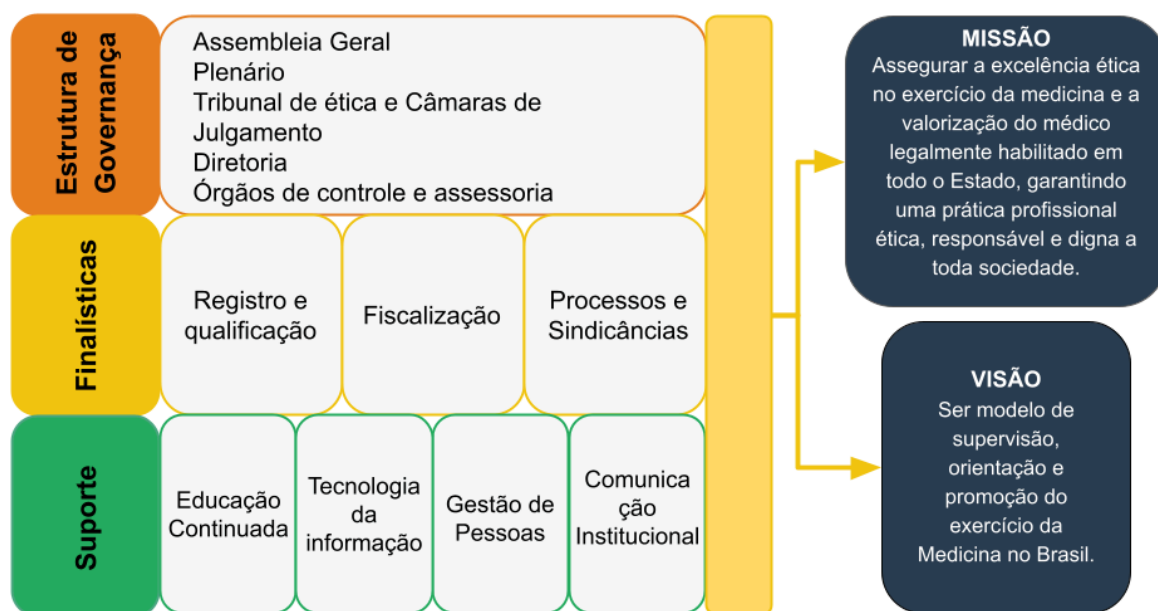 Estrutura de
Governança
Assembleia Geral
Plenário
Tribunal de ética e Câmaras de
Julgamento
Diretoria
Órgãos de controle e assessoria
Finalísticas
Registro e
qualificação
Fiscalização
Processos e
Sindicâncias
Suporte
Educação
Continuada
Tecnologia
da
informação
Gestão de
Pessoas
Comunica
ção
Institucional
MISSÃO
Assegurar a excelência ética
no exercício da medicina e a
valorização do médico
legalmente habilitado em
todo o Estado, garantindo
uma prática profissional
ética, responsável e digna a
toda sociedade.
VISÃO
Ser modelo de
supervisão,
orientação e
promoção do
exercício da
Medicina no Brasil.